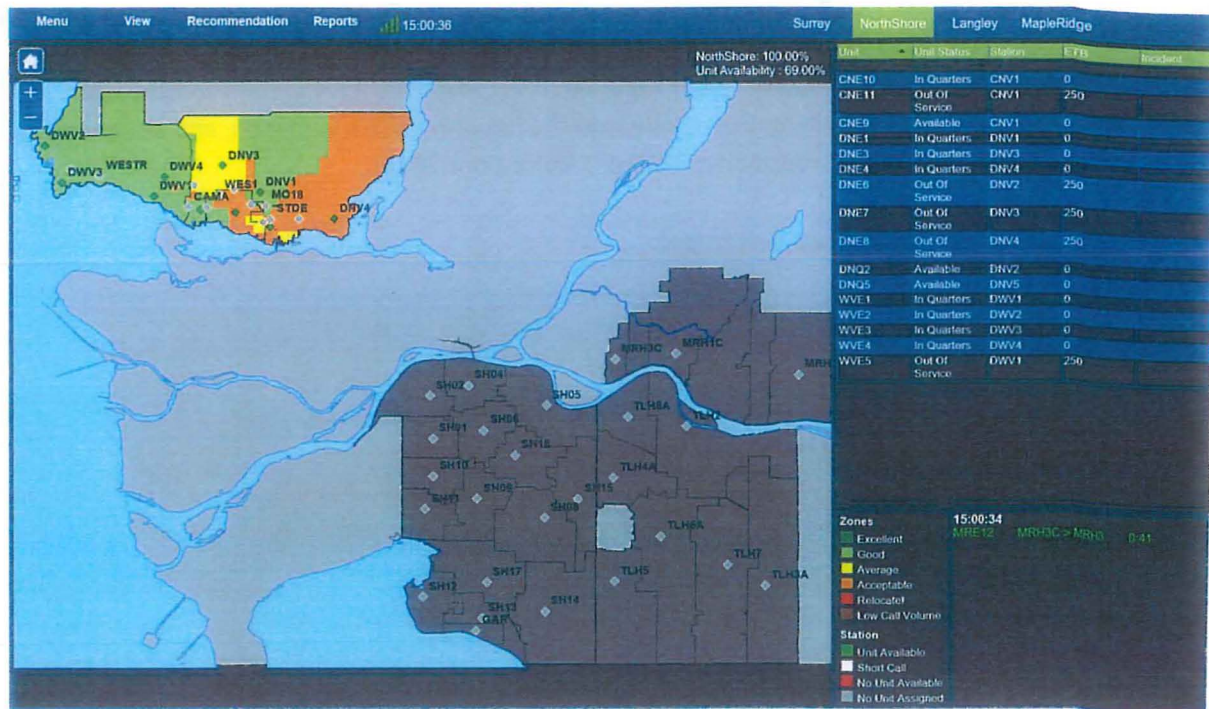 Menu View Recommendation Reports 15:00:36 Surrey NorthShore Langley MapleRidge
NorthShore: 100.00%
Unit Availability : 69.00%
+
−
Unit Unit Status Station ETB Incident
CNE10 In Quarters CNV1 0
CNE11 Out Of Service CNV1 250
CNE9 Available CNV1 0
DNE1 In Quarters DNV1 0
DNE3 In Quarters DNV3 0
DNE4 In Quarters DNV4 0
DNE6 Out Of Service DNV2 250
DNE7 Out Of Service DNV3 250
DNE8 Out Of Service DNV4 250
DNQ2 Available DNV2 0
DNQ5 Available DNV5 0
WVE1 In Quarters DWV1 0
WVE2 In Quarters DWV2 0
WVE3 In Quarters DWV3 0
WVE4 In Quarters DWV4 0
WVE5 Out Of Service DWV1 250
DWV2
DWV3 WESTR DWV4 DNV3
DWV1 CAMA WES1 DNV1
MO18
STDE DNV4
MRH3C MRH1C
MRH
SH02 SH04 SH05
TLH8A TLH2
SH01 SH06
SH18
SH10 TLH4A
SH11 SH09 SH15
SH08
TLH6A
TLH7
SH12 SH17 TLH5 TLH3A
SH13 SH14
Zones
Excellent
Good
Average
Acceptable
Relocate!
Low Call Volume
Station
Unit Available
Short Call
No Unit Available
No Unit Assigned
15:00:34
MRE12 MRH3C > MRH3 0:41